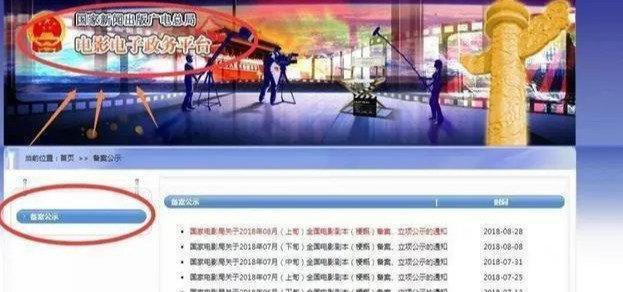 国家新闻出版广电总局
电影电子政务平台
当前位置：首页 >> 备案公示
备案公示
备案公示 时间
国家电影局关于2018年08月（上旬）全国电影剧本（梗概）备案、立项公示的通知 2018-08-28
国家电影局关于2018年07月（下旬）全国电影剧本（梗概）备案、立项公示的通知 2018-08-08
国家电影局关于2018年07月（中旬）全国电影剧本（梗概）备案、立项公示的通知 2018-07-31
国家电影局关于2018年07月（上旬）全国电影剧本（梗概）备案、立项公示的通知 2018-07-25